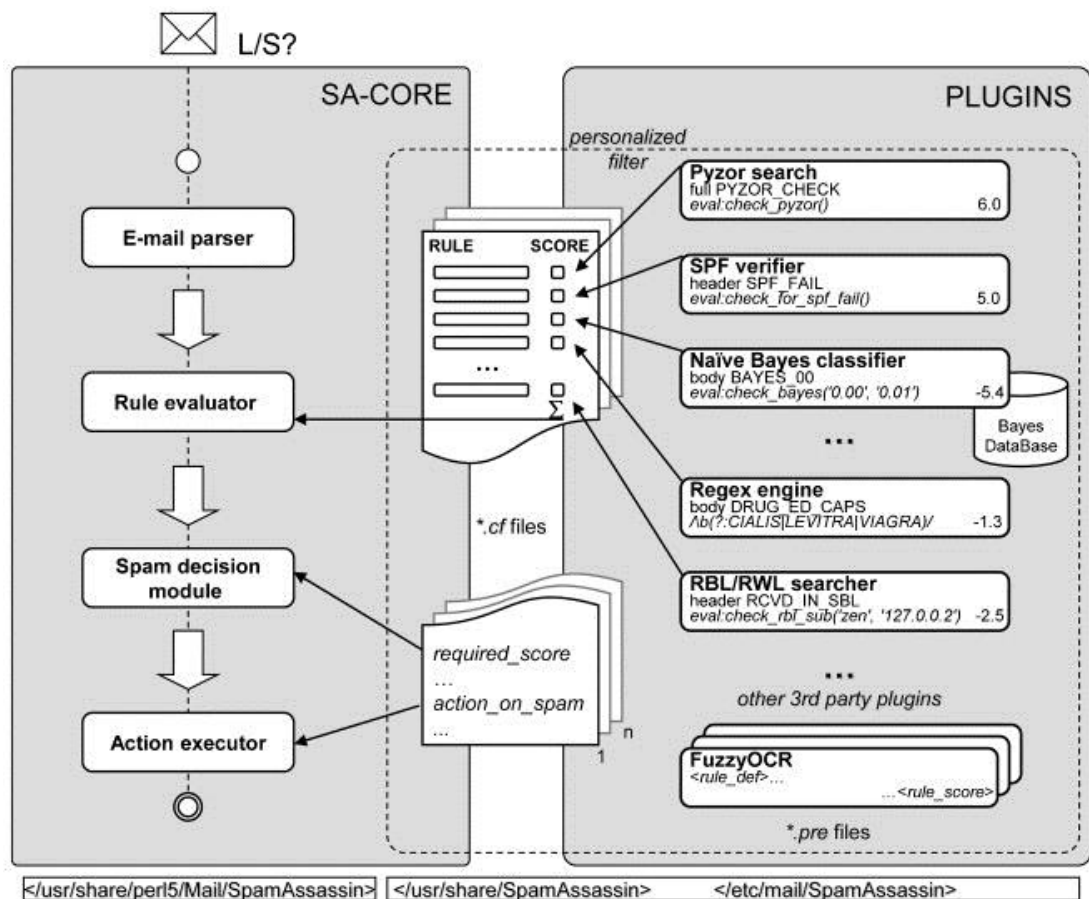 L/S?
SA-CORE
E-mail parser
Rule evaluator
Spam decision
module
Action executor
personalized
filter
RULE SCORE
...
Σ
*.cf files
required_score
...
action_on_spam
...
1
n
PLUGINS
Pyzor search
full PYZOR_CHECK
eval:check_pyzor() 6.0
SPF verifier
header SPF_FAIL
eval:check_for_spf_fail() 5.0
Naïve Bayes classifier
body BAYES_00
eval:check_bayes('0.00', '0.01') -5.4
Bayes
DataBase
...
Regex engine
body DRUG_ED_CAPS
/\b(?:CIALIS|LEVITRA|VIAGRA)/ -1.3
RBL/RWL searcher
header RCVD_IN_SBL
eval:check_rbl_sub('zen', '127.0.0.2') -2.5
...
other 3rd party plugins
FuzzyOCR
<rule_def>...
...<rule_score>
*.pre files
</usr/share/perl5/Mail/SpamAssassin> </usr/share/SpamAssassin> </etc/mail/SpamAssassin>